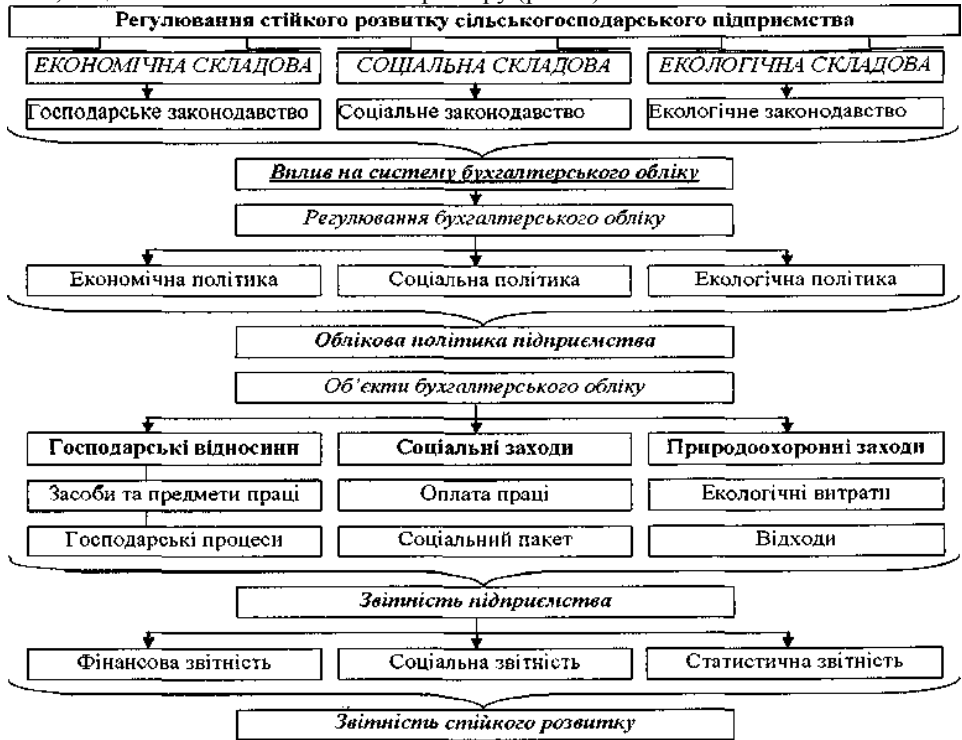 Регулювання стійкого розвитку сільськогосподарського підприємства
ЕКОНОМІЧНА СКЛАДОВА
СОЦІАЛЬНА СКЛАДОВА
ЕКОЛОГІЧНА СКЛАДОВА
Господарське законодавство
Соціальне законодавство
Екологічне законодавство
Вплив на систему бухгалтерського обліку
Регулювання бухгалтерського обліку
Економічна політика
Соціальна політика
Екологічна політика
Облікова політика підприємства
Об’єкти бухгалтерського обліку
Господарські відносини
Соціальні заходи
Природоохоронні заходи
Засоби та предмети праці
Оплата праці
Екологічні витрати
Господарські процеси
Соціальний пакет
Відходи
Звітність підприємства
Фінансова звітність
Соціальна звітність
Статистична звітність
Звітність стійкого розвитку